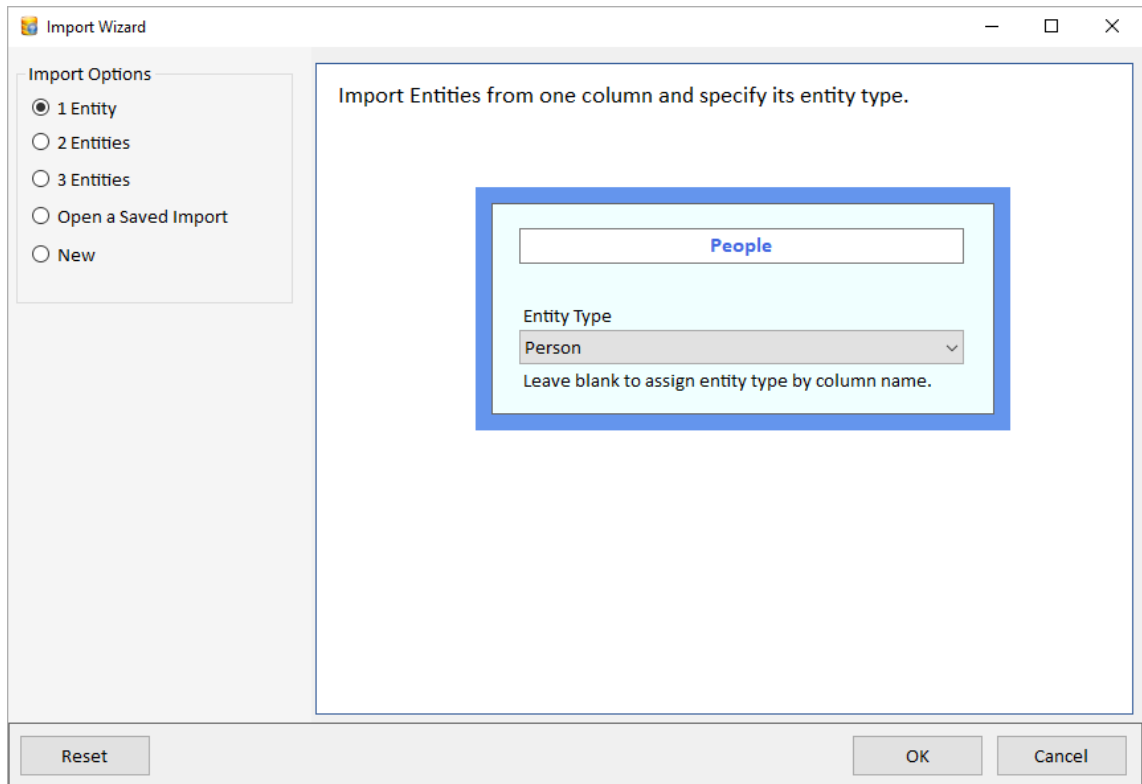 Import Wizard
Import Options
1 Entity
2 Entities
3 Entities
Open a Saved Import
New
Import Entities from one column and specify its entity type.
People
Entity Type
Person
Leave blank to assign entity type by column name.
Reset
OK
Cancel